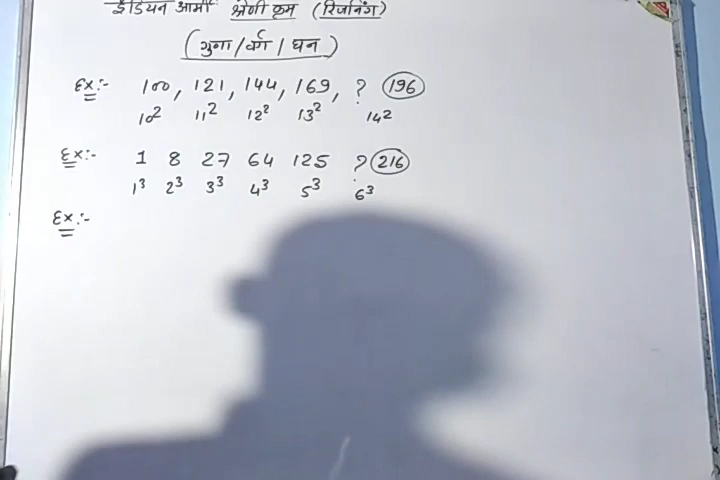 इंडियन आर्मी श्रेणी क्रम (रिजनिंग)
(गुना/वर्ग/घन)
Ex:- 100, 121, 144, 169, ? 196
10² 11² 12² 13² 14²
Ex:- 1 8 27 64 125 ? 216
1³ 2³ 3³ 4³ 5³ 6³
Ex:-